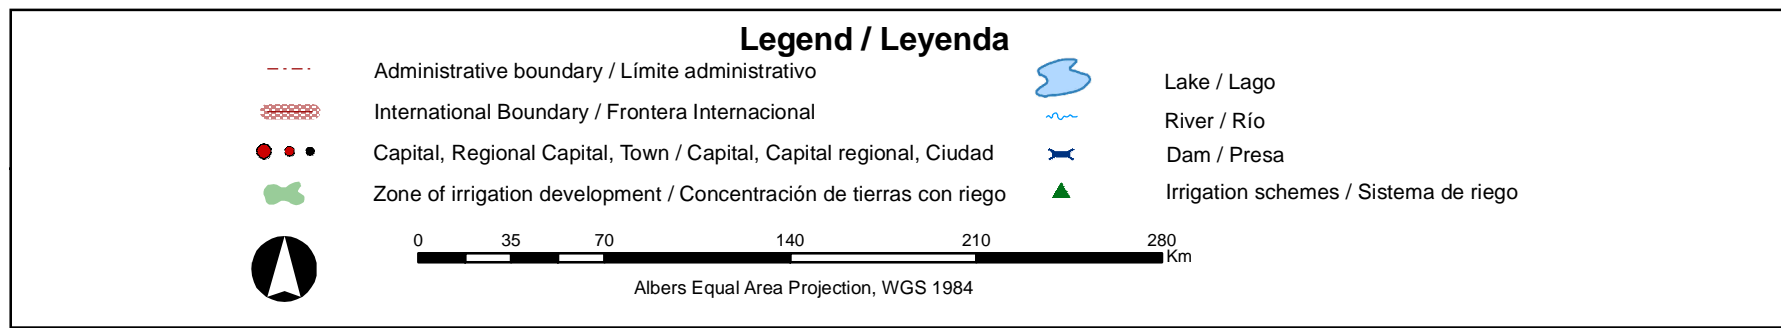 Legend / Leyenda
Administrative boundary / Límite administrativo
International Boundary / Frontera Internacional
Capital, Regional Capital, Town / Capital, Capital regional, Ciudad
Zone of irrigation development / Concentración de tierras con riego
Lake / Lago
River / Río
Dam / Presa
Irrigation schemes / Sistema de riego
0 35 70 140 210 280
Km
Albers Equal Area Projection, WGS 1984